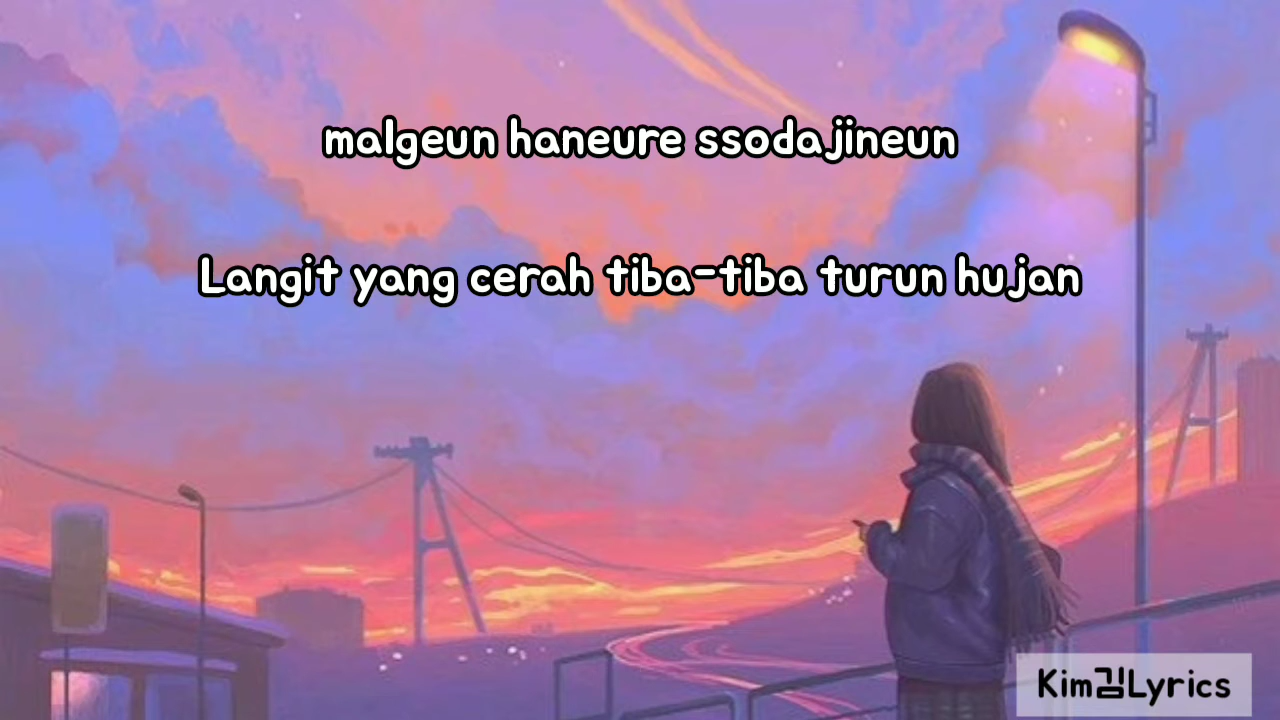 malgeun haneure ssodajineun
Langit yang cerah tiba-tiba turun hujan
Kim김Lyrics